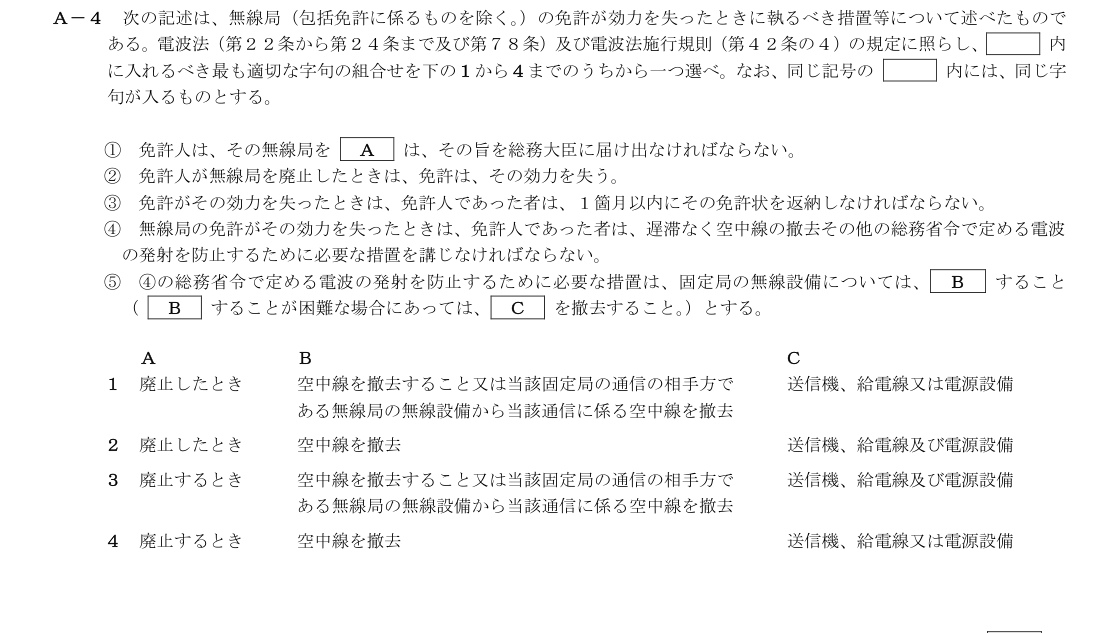 A－4　次の記述は、無線局（包括免許に係るものを除く。）の免許が効力を失ったときに執るべき措置等について述べたもので
ある。電波法（第２２条から第２４条まで及び第７８条）及び電波法施行規則（第４２条の４）の規定に照らし、　　　内
に入れるべき最も適切な字句の組合せを下の1から4までのうちから一つ選べ。なお、同じ記号の　　　内には、同じ字
句が入るものとする。
①　免許人は、その無線局を　A　は、その旨を総務大臣に届け出なければならない。
②　免許人が無線局を廃止したときは、免許は、その効力を失う。
③　免許がその効力を失ったときは、免許人であった者は、１箇月以内にその免許状を返納しなければならない。
④　無線局の免許がその効力を失ったときは、免許人であった者は、遅滞なく空中線の撤去その他の総務省令で定める電波
の発射を防止するために必要な措置を講じなければならない。
⑤　④の総務省令で定める電波の発射を防止するために必要な措置は、固定局の無線設備については、　B　すること
（　B　することが困難な場合にあっては、　C　を撤去すること。）とする。
A　B　C
1　廃止したとき　空中線を撤去すること又は当該固定局の通信の相手方で　送信機、給電線又は電源設備
ある無線局の無線設備から当該通信に係る空中線を撤去
2　廃止したとき　空中線を撤去　送信機、給電線及び電源設備
3　廃止するとき　空中線を撤去すること又は当該固定局の通信の相手方で　送信機、給電線及び電源設備
ある無線局の無線設備から当該通信に係る空中線を撤去
4　廃止するとき　空中線を撤去　送信機、給電線又は電源設備